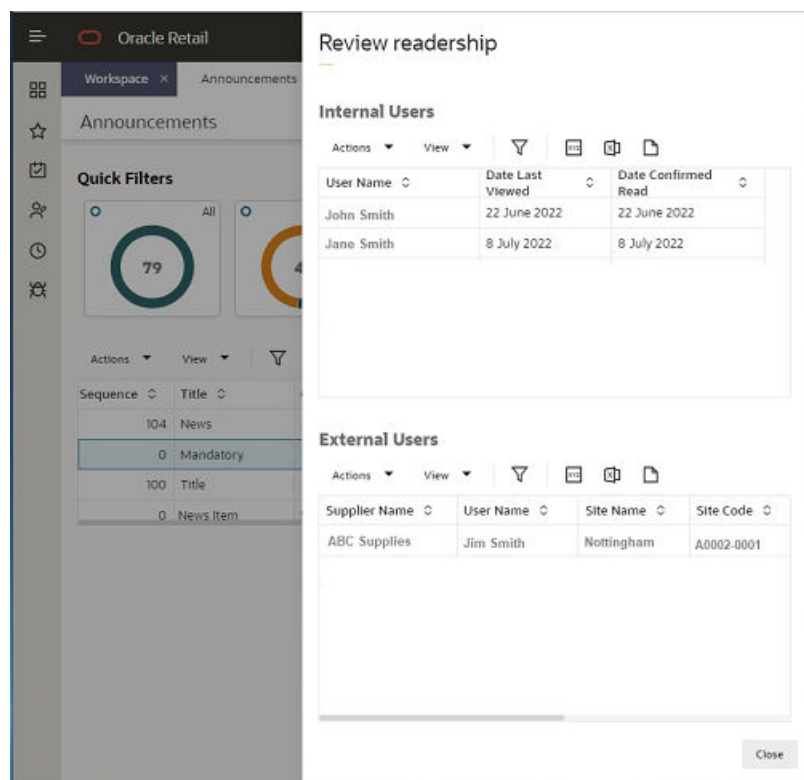 Oracle Retail
Workspace × Announcements
Announcements
Quick Filters
All
79
4
Actions View
Sequence Title
104 News
0 Mandatory
100 Title
0 News Item
Review readership
Internal Users
Actions View
User Name Date Last Viewed Date Confirmed Read
John Smith 22 June 2022 22 June 2022
Jane Smith 8 July 2022 8 July 2022
External Users
Actions View
Supplier Name User Name Site Name Site Code
ABC Supplies Jim Smith Nottingham A0002-0001
Close